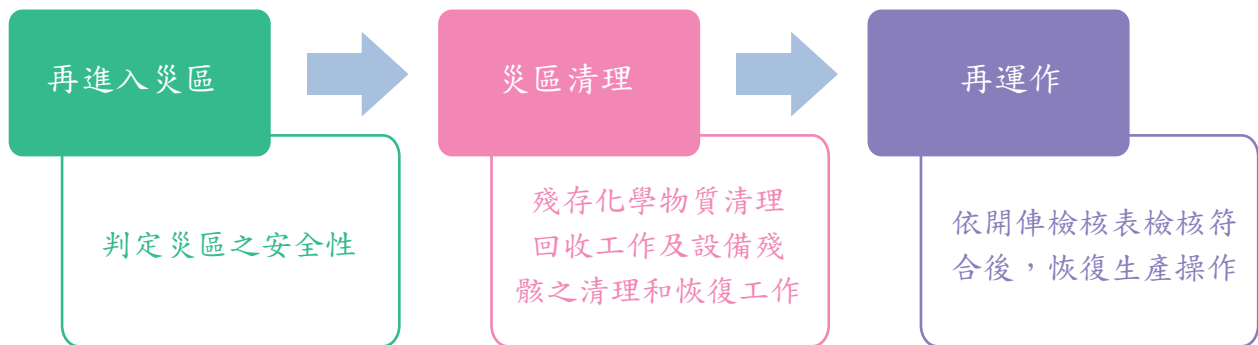 再進入災區
判定災區之安全性
災區清理
殘存化學物質清理
回收工作及設備殘
骸之清理和恢復工作
再運作
依開俥檢核表檢核符
合後，恢復生產操作